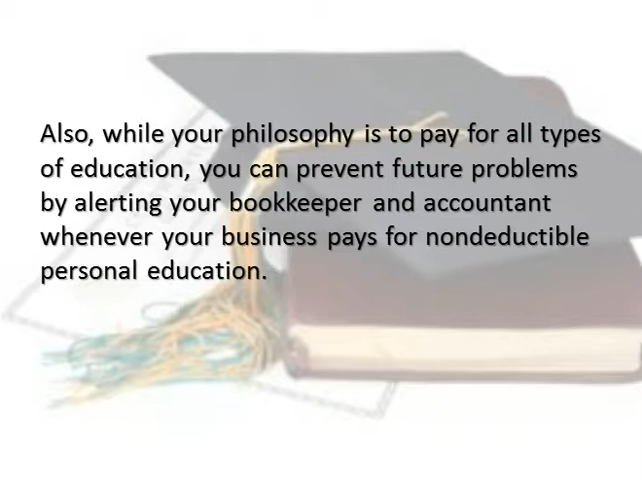 Also, while your philosophy is to pay for all types
of education, you can prevent future problems
by alerting your bookkeeper and accountant
whenever your business pays for nondeductible
personal education.